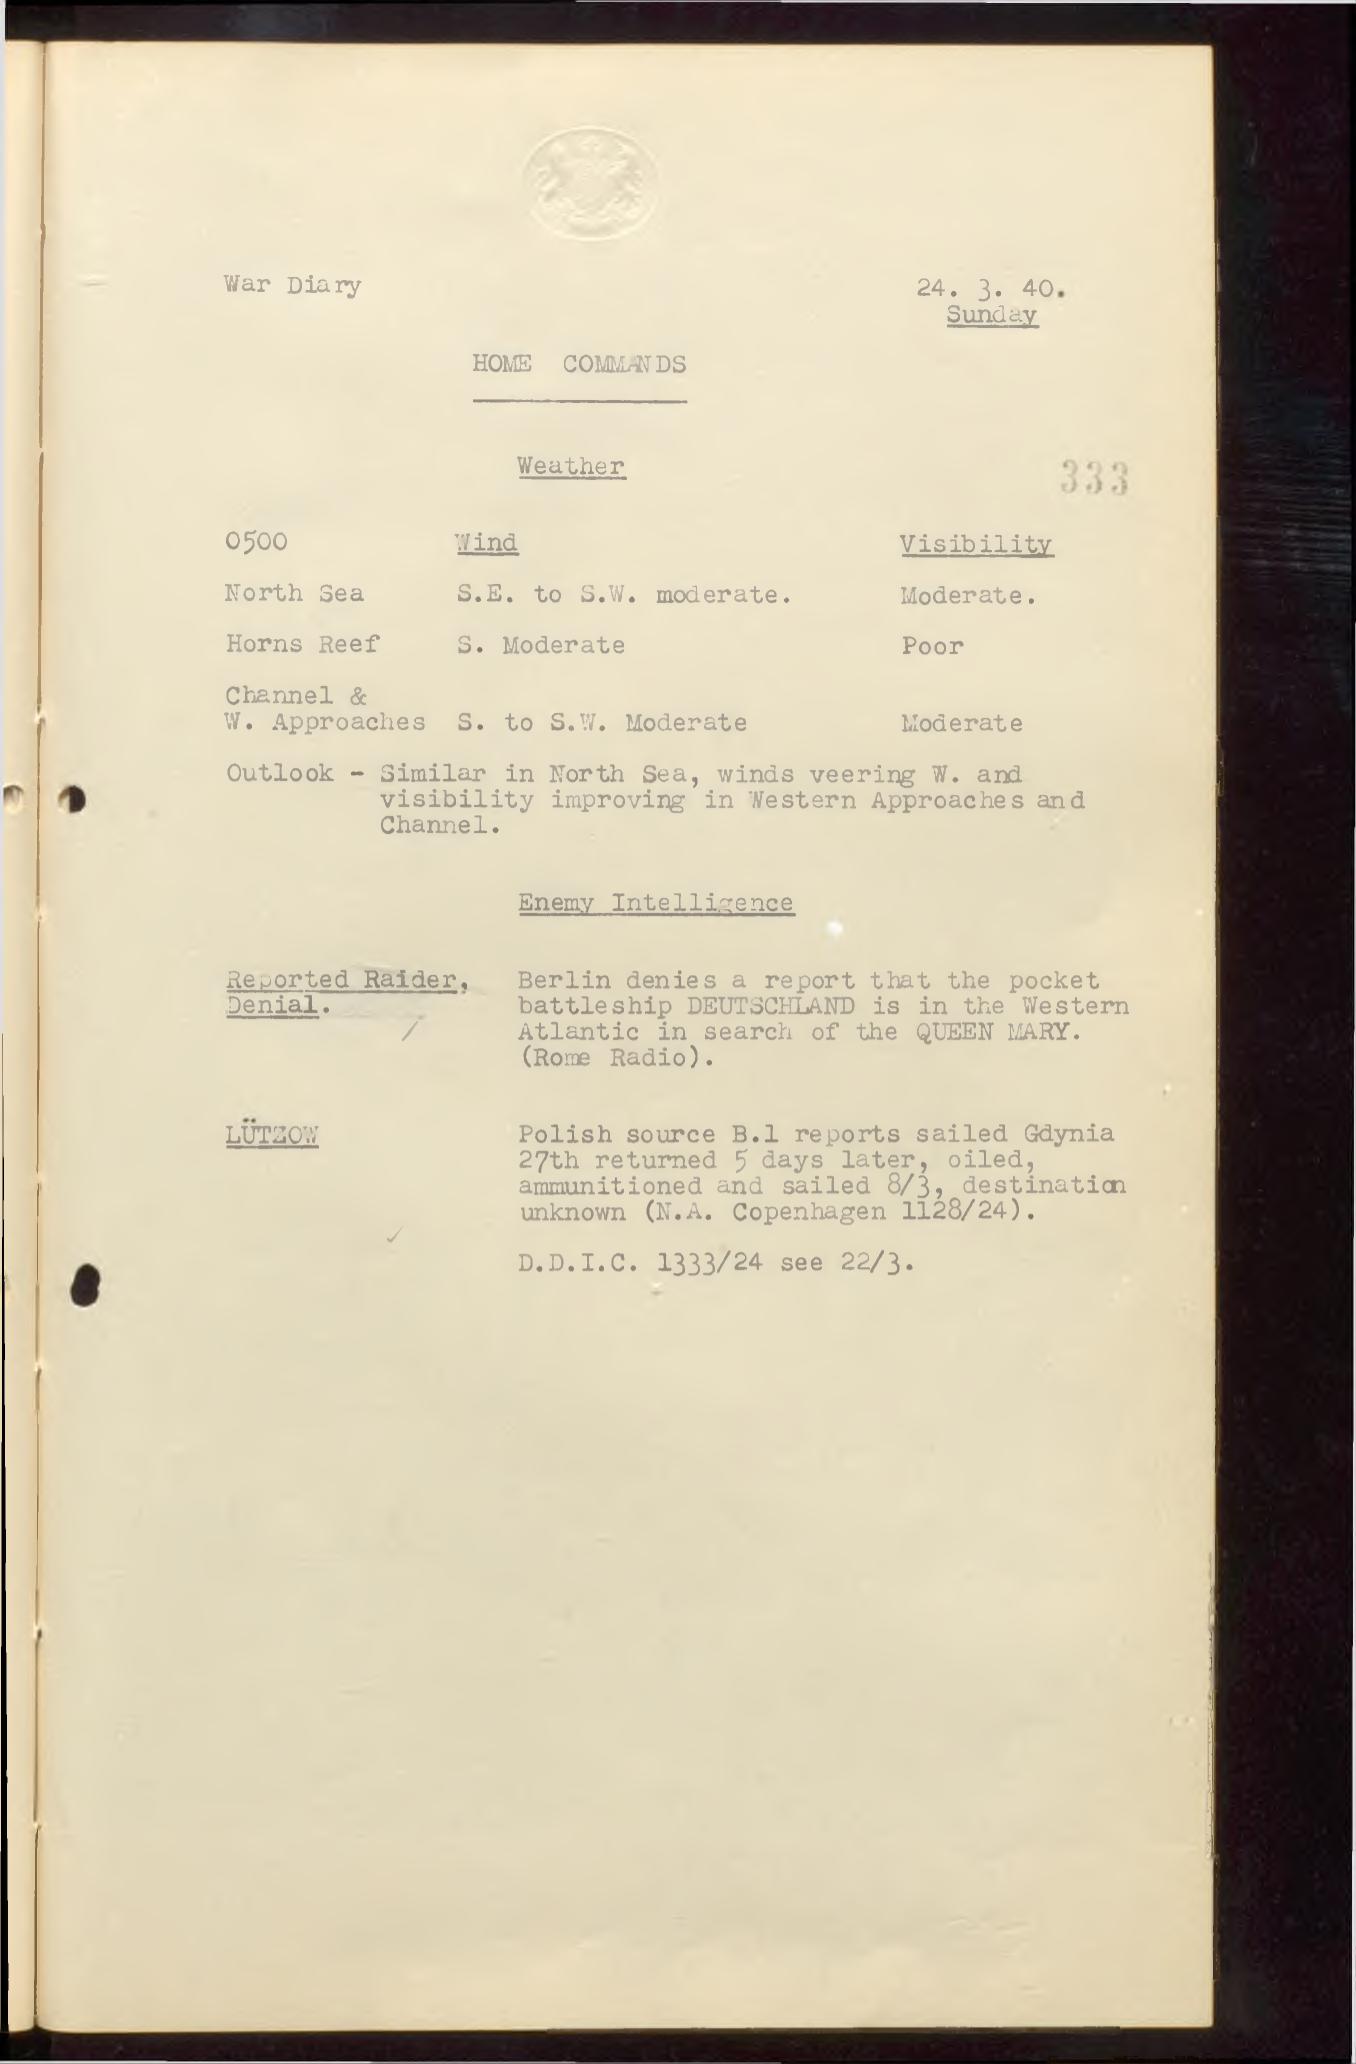 War Diary
24. 3. 40.
Sunday
HOME COMMANDS
Weather
333
0500 Wind Visibility
North Sea S.E. to S.W. moderate. Moderate.
Horns Reef S. Moderate Poor
Channel &
W. Approaches S. to S.W. Moderate Moderate
Outlook - Similar in North Sea, winds veering W. and
visibility improving in Western Approaches and
Channel.
Enemy Intelligence
Reported Raider, Berlin denies a report that the pocket
Denial. battleship DEUTSCHLAND is in the Western
Atlantic in search of the QUEEN MARY.
(Rome Radio).
LÜTZOW Polish source B.1 reports sailed Gdynia
27th returned 5 days later, oiled,
ammunitioned and sailed 8/3, destination
unknown (N.A. Copenhagen 1128/24).
D.D.I.C. 1333/24 see 22/3.